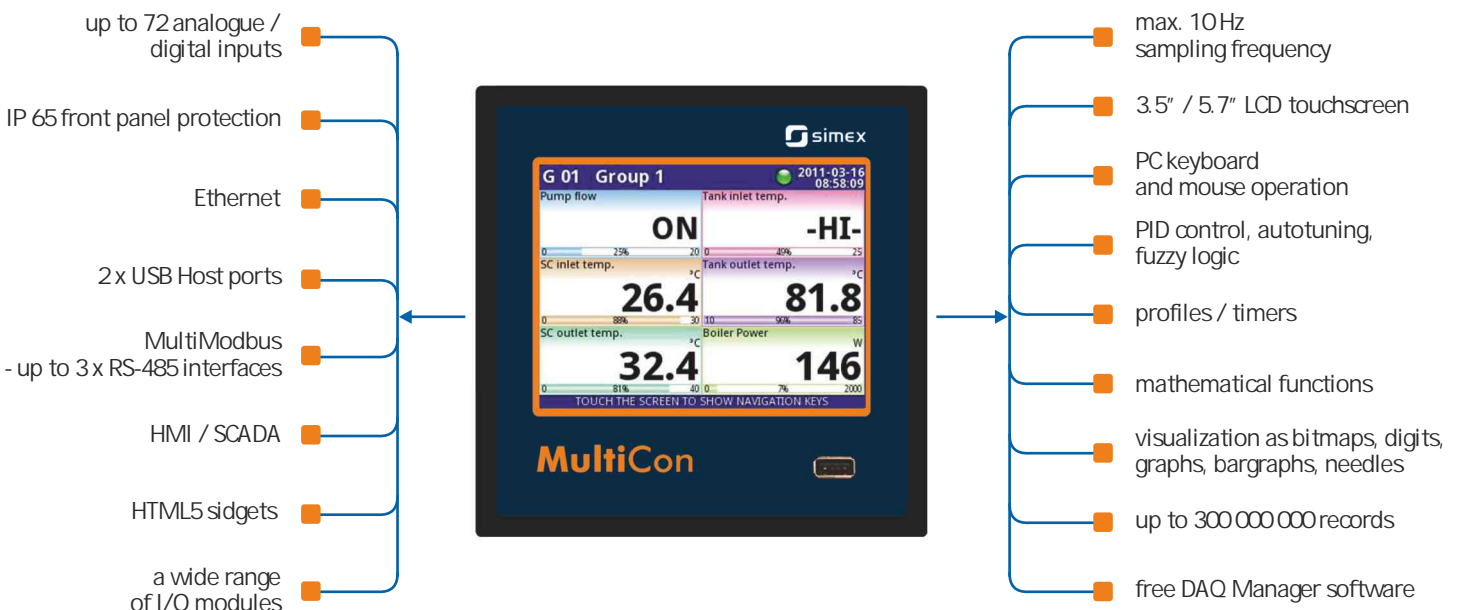 up to 72 analogue /
digital inputs
IP 65 front panel protection
Ethernet
2 x USB Host ports
MultiModbus
- up to 3 x RS-485 interfaces
HMI / SCADA
HTML5 sidgets
a wide range
of I/O modules
simex
G 01 Group 1
2011-03-16
08:58:09
Pump flow
ON
0 25% 20
Tank inlet temp.
-HI-
0 49% 25
SC inlet temp.
°C
26.4
0 88% 30
Tank outlet temp.
°C
81.8
10 96% 85
SC outlet temp.
°C
32.4
0 81% 40
Boiler Power
W
146
0 7% 2000
TOUCH THE SCREEN TO SHOW NAVIGATION KEYS
MultiCon
max. 10 Hz
sampling frequency
3.5" / 5.7" LCD touchscreen
PC keyboard
and mouse operation
PID control, autotuning,
fuzzy logic
profiles / timers
mathematical functions
visualization as bitmaps, digits,
graphs, bargraphs, needles
up to 300 000 000 records
free DAQ Manager software